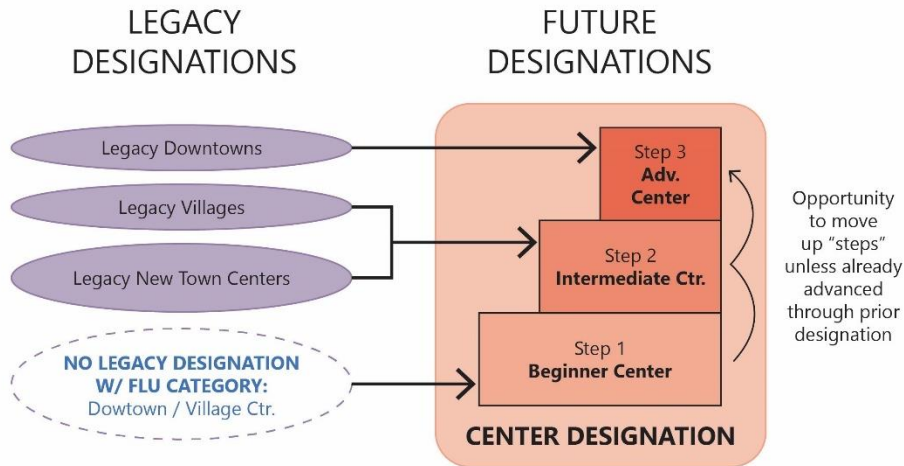 LEGACY
DESIGNATIONS
FUTURE
DESIGNATIONS
Legacy Downtowns
Legacy Villages
Legacy New Town Centers
NO LEGACY DESIGNATION
W/ FLU CATEGORY:
Dowtown / Village Ctr.
Step 3
Adv.
Center
Step 2
Intermediate Ctr.
Step 1
Beginner Center
CENTER DESIGNATION
Opportunity
to move
up “steps”
unless already
advanced
through prior
designation